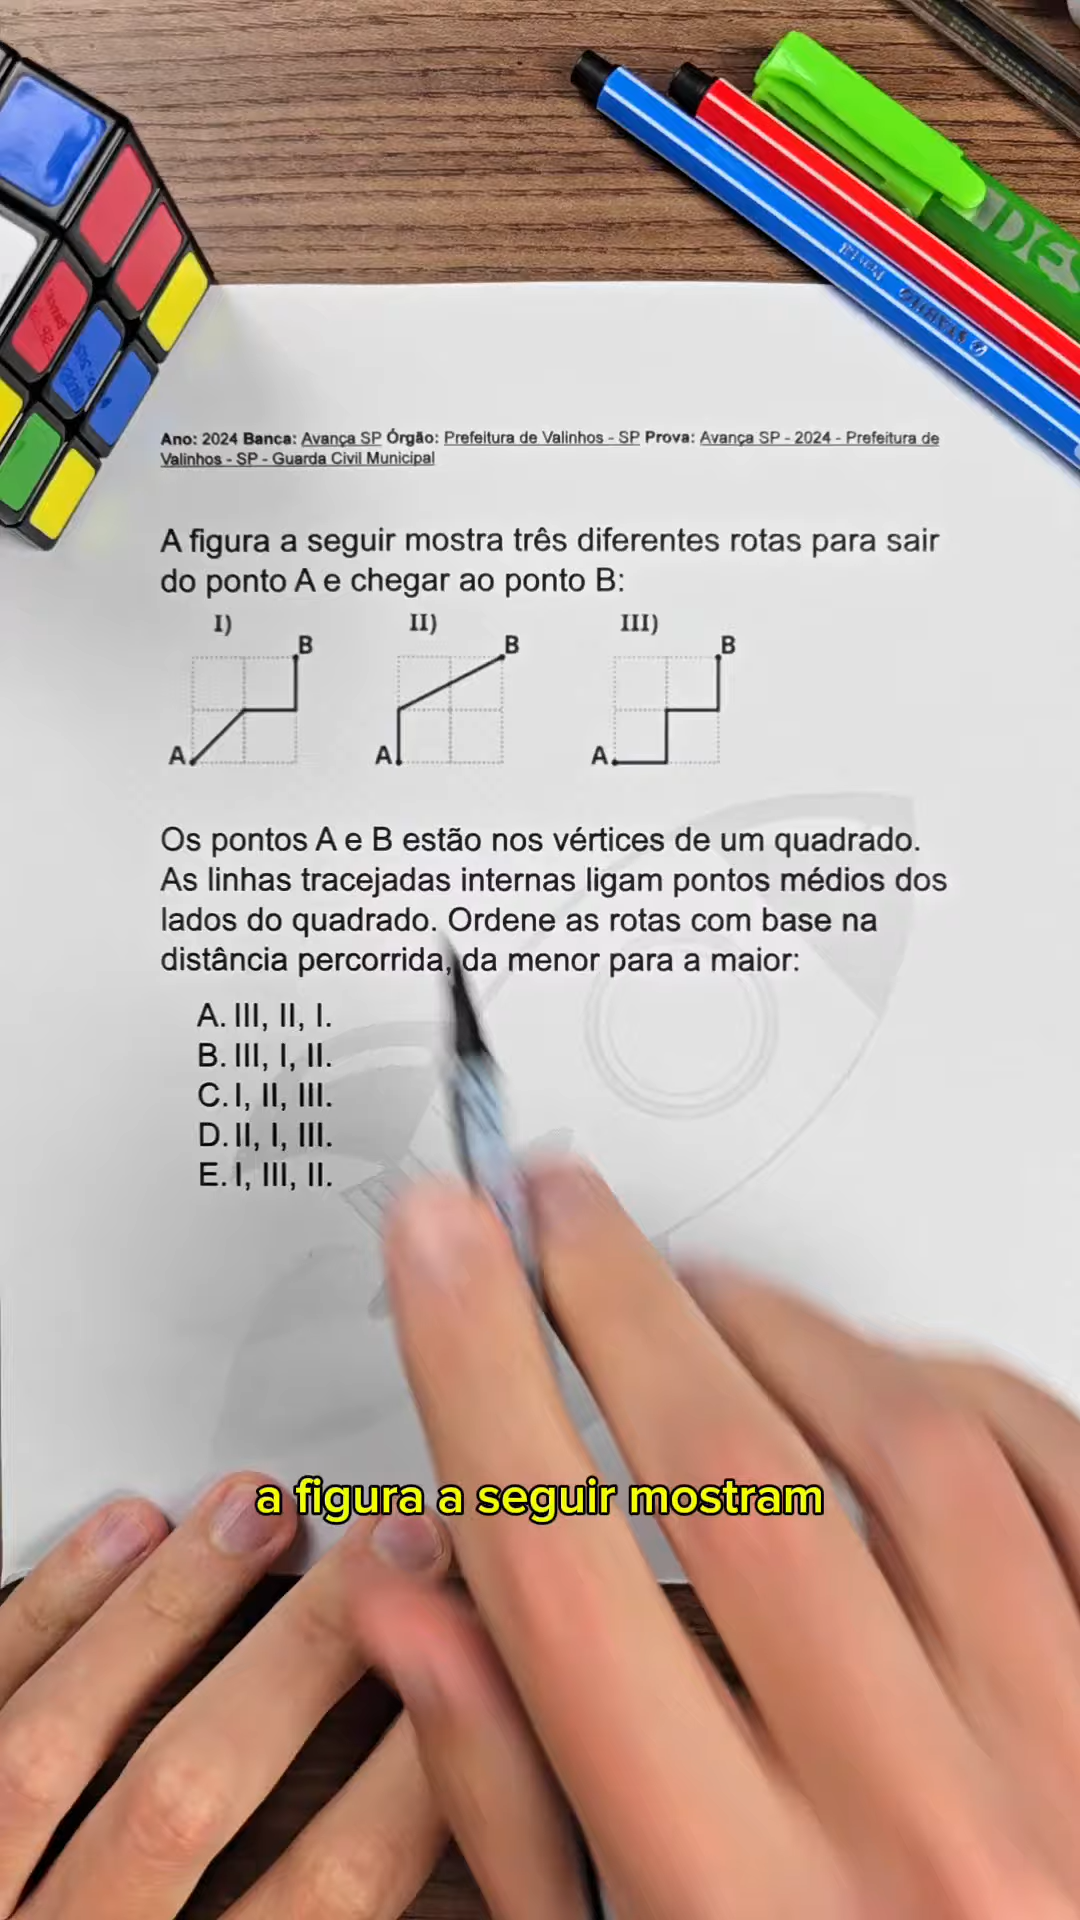 Ano: 2024 Banca: Avança SP Órgão: Prefeitura de Valinhos - SP Prova: Avança SP - 2024 - Prefeitura de
Valinhos - SP - Guarda Civil Municipal
A figura a seguir mostra três diferentes rotas para sair
do ponto A e chegar ao ponto B:
I) II) III)
B B B
A A A
Os pontos A e B estão nos vértices de um quadrado.
As linhas tracejadas internas ligam pontos médios dos
lados do quadrado. Ordene as rotas com base na
distância percorrida, da menor para a maior:
A. III, II, I.
B. III, I, II.
C. I, II, III.
D. II, I, III.
E. I, III, II.
a figura a seguir mostram